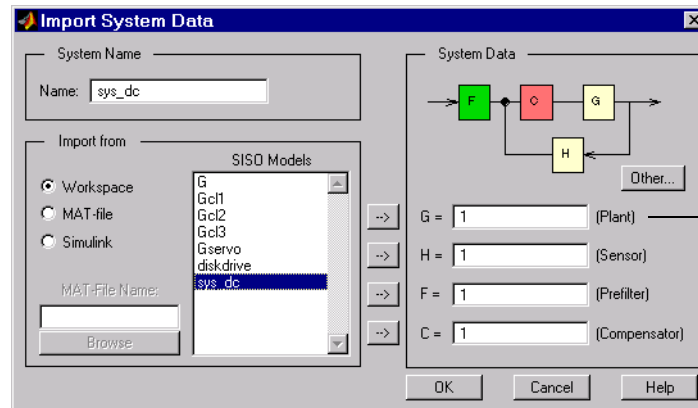 Import System Data
System Name
Name: sys_dc
Import from
Workspace
MAT-file
Simulink
MAT-File Name:
Browse
SISO Models
G
Gcl1
Gcl2
Gcl3
Gservo
diskdrive
sys_dc
-->
-->
-->
-->
System Data
F
C
G
H
Other...
G = 1 (Plant)
H = 1 (Sensor)
F = 1 (Prefilter)
C = 1 (Compensator)
OK
Cancel
Help